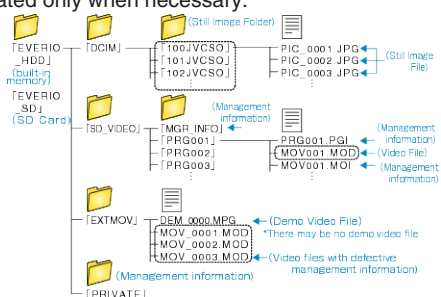 ated only when necessary.
(Still Image Folder)
「EVERIO
_HDD」
(built-in
memory)
「EVERIO
_SD」
(SD Card)
「DCIM」
「100JVCSO」
「101JVCSO」
「102JVCSO」
PIC_0001.JPG
PIC_0002.JPG
PIC_0003.JPG
(Still Image
File)
(Management
information)
「SD_VIDEO」
「MGR_INFO」
「PRG001」
「PRG002」
「PRG003」
PRG001.PGI
MOV001.MOD
MOV001.MOI
(Management
information)
(Video File)
(Management
information)
「EXTMOV」
DEM_0000.MPG
MOV_0001.MOD
MOV_0002.MOD
MOV_0003.MOD
(Demo Video File)
*There may be no demo video file
(Video files with defective
management information)
(Management information)
「PRIVATE」